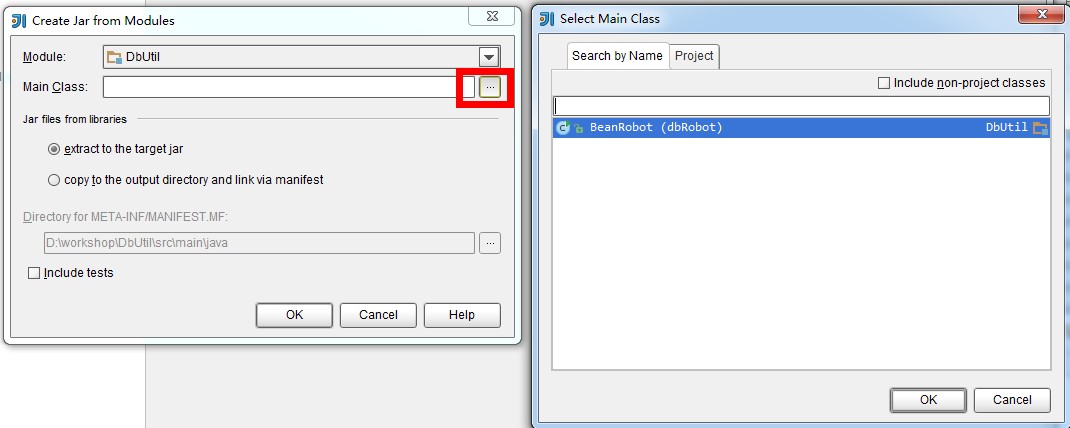 Create Jar from Modules
Module: DbUtil
Main Class: ...
Jar files from libraries
extract to the target jar
copy to the output directory and link via manifest
Directory for META-INF/MANIFEST.MF:
D:\workshop\DbUtil\src\main\java ...
Include tests
OK Cancel Help
Select Main Class
Search by Name Project
Include non-project classes
BeanRobot (dbRobot) DbUtil
OK Cancel